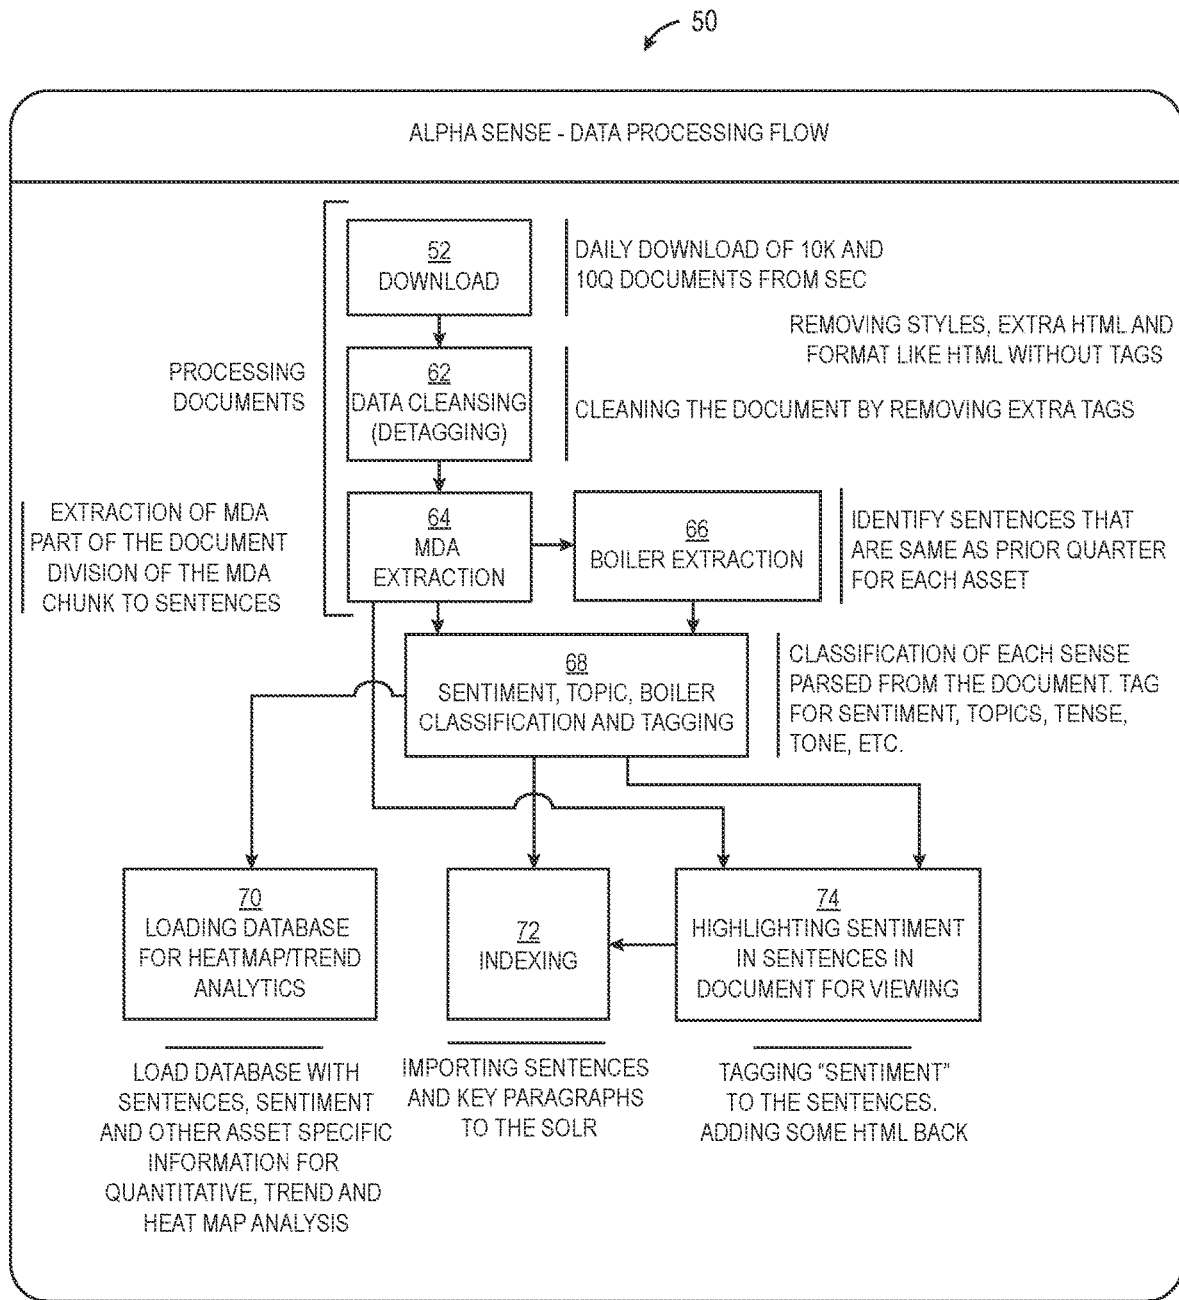 50
ALPHA SENSE - DATA PROCESSING FLOW
52
DOWNLOAD
DAILY DOWNLOAD OF 10K AND
10Q DOCUMENTS FROM SEC
REMOVING STYLES, EXTRA HTML AND
FORMAT LIKE HTML WITHOUT TAGS
PROCESSING
DOCUMENTS
62
DATA CLEANSING
(DETAGGING)
CLEANING THE DOCUMENT BY REMOVING EXTRA TAGS
EXTRACTION OF MDA
PART OF THE DOCUMENT
DIVISION OF THE MDA
CHUNK TO SENTENCES
64
MDA
EXTRACTION
66
BOILER EXTRACTION
IDENTIFY SENTENCES THAT
ARE SAME AS PRIOR QUARTER
FOR EACH ASSET
68
SENTIMENT, TOPIC, BOILER
CLASSIFICATION AND TAGGING
CLASSIFICATION OF EACH SENSE
PARSED FROM THE DOCUMENT. TAG
FOR SENTIMENT, TOPICS, TENSE,
TONE, ETC.
70
LOADING DATABASE
FOR HEATMAP/TREND
ANALYTICS
72
INDEXING
74
HIGHLIGHTING SENTIMENT
IN SENTENCES IN
DOCUMENT FOR VIEWING
LOAD DATABASE WITH
SENTENCES, SENTIMENT
AND OTHER ASSET SPECIFIC
INFORMATION FOR
QUANTITATIVE, TREND AND
HEAT MAP ANALYSIS
IMPORTING SENTENCES
AND KEY PARAGRAPHS
TO THE SOLR
TAGGING "SENTIMENT"
TO THE SENTENCES.
ADDING SOME HTML BACK